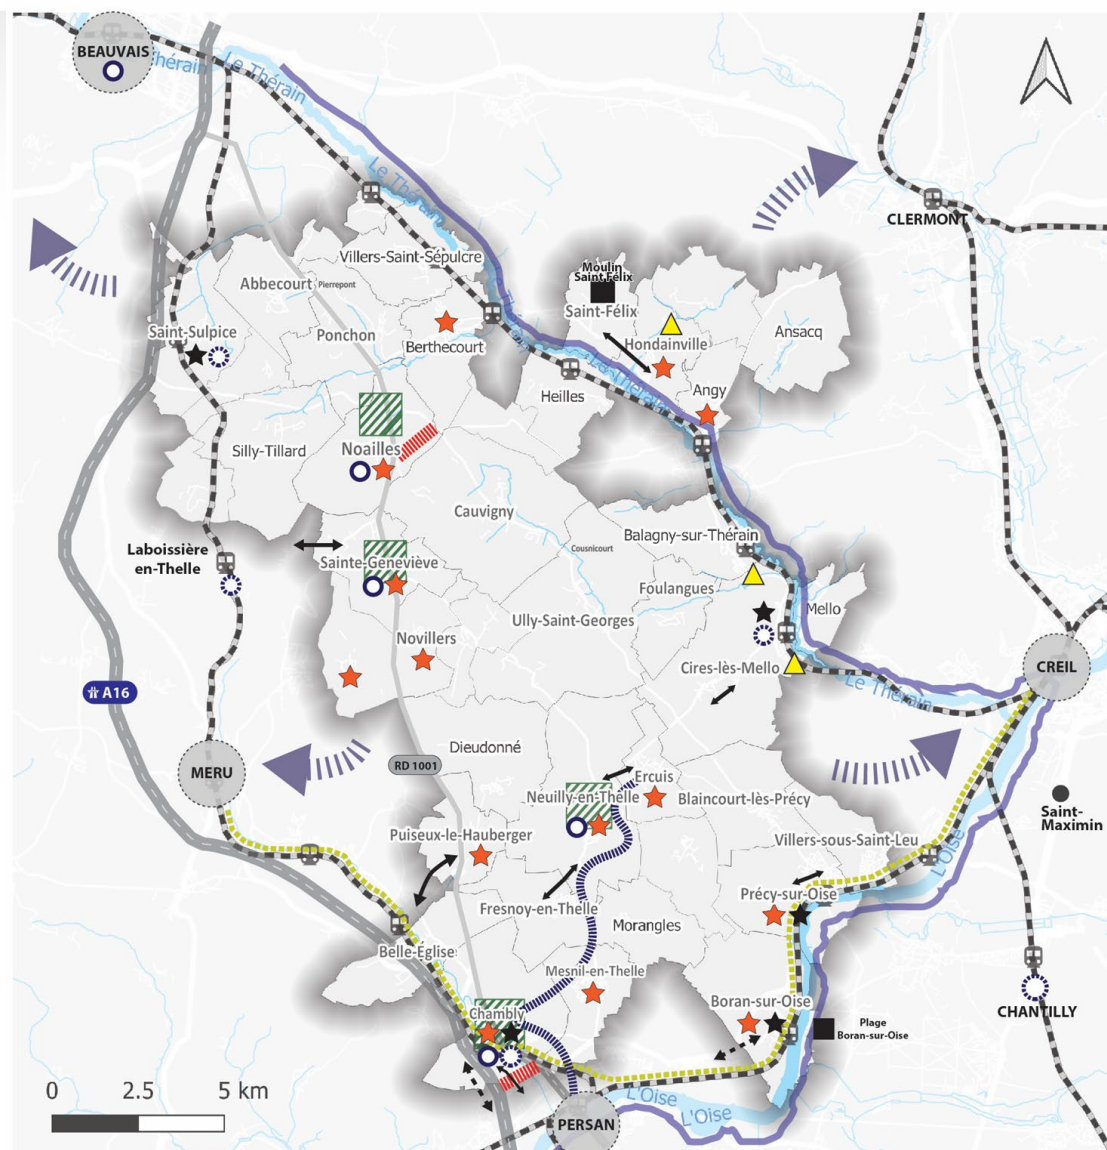 BEAUVAIS
Thérain
Le Thérain
Le Thérain
CLERMONT
Villers-Saint-Sépulcre
Moulin
Saint Félix
Saint-Félix
Abbecourt
Pierrepont
Ponchon
Saint-Sulpice
Berthecourt
Hondainville
Ansacq
Le Thérain
Heilles
Angy
Silly-Tillard
Noailles
Cauvigny
Laboissière
en-Thelle
Sainte-Geneviève
Cousnicourt
Balagny-sur-Thérain
Foulangues
Mello
Ully-Saint-Georges
Novillers
Cires-lès-Mello
CREIL
Le Thérain
A16
Dieudonné
MERU
RD 1001
Ercuis
Neuilly-en-Thelle
Blaincourt-lès-Précy
Saint-
Maximin
Puiseux-le-Hauberger
Villers-sous-Saint-Leu
L'Oise
Précy-sur-Oise
Fresnoy-en-Thelle
Morangles
Belle-Église
Mesnil-en-Thelle
Boran-sur-Oise
Chambly
CHANTILLY
Plage
Boran-sur-Oise
0 2.5 5 km
L'Oise
L'Oise
PERSAN